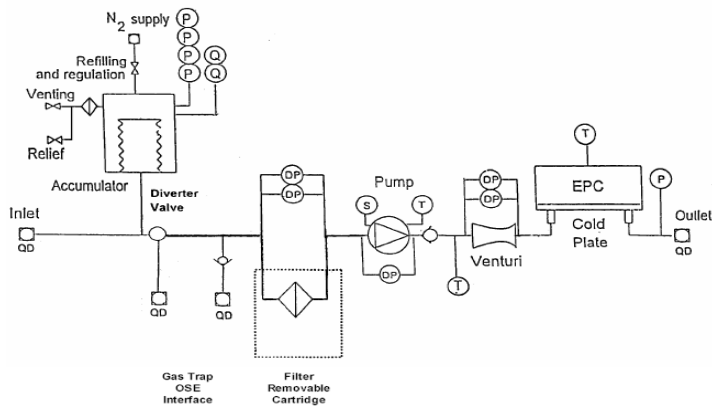 N2 supply
P
P
P
P
Q
Q
Refilling
and regulation
Venting
Relief
Accumulator
Diverter
Valve
Inlet
QD
QD
QD
DP
DP
Pump
S
T
DP
T
DP
DP
Venturi
T
EPC
Cold
Plate
P
Outlet
QD
Gas Trap
OSE
Interface
Filter
Removable
Cartridge